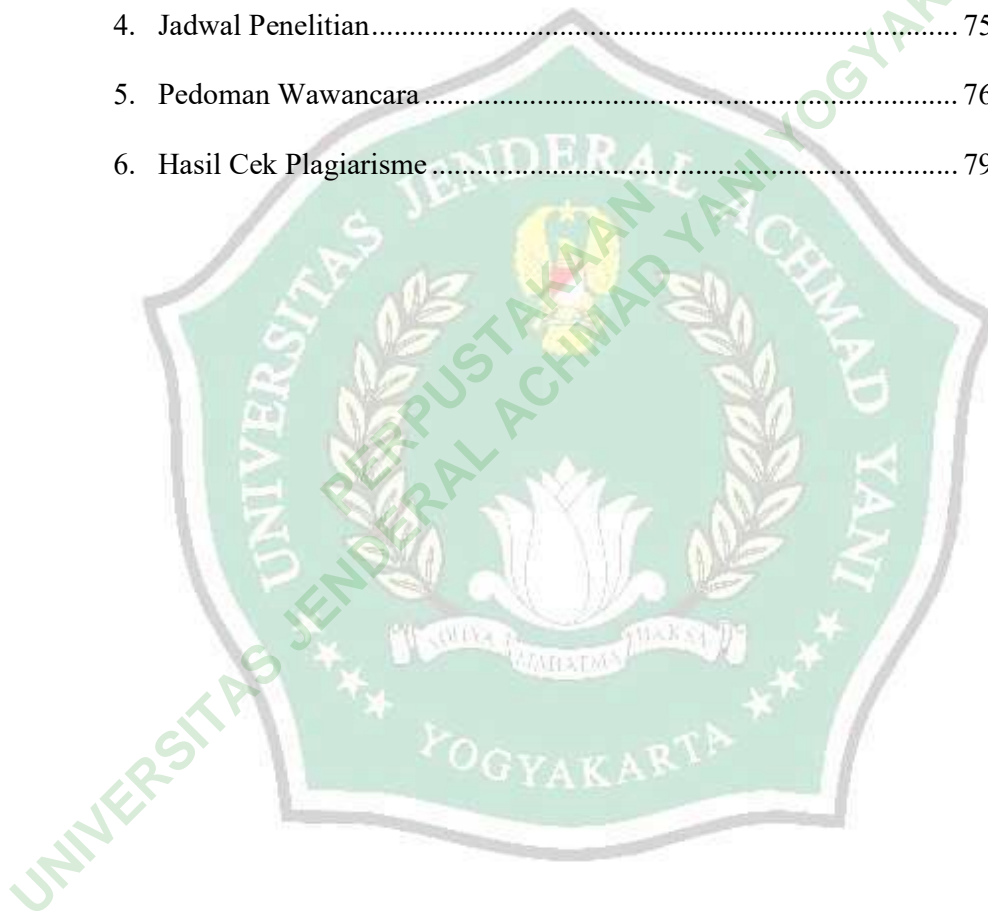 4. Jadwal Penelitian.......................................................................... 75
5. Pedoman Wawancara.................................................................... 76
6. Hasil Cek Plagiarisme.................................................................. 79
UNIVERSITAS JENDERAL ACHMAD YANI
YOGYAKARTA
PERPUSTAKAAN
UNIVERSITAS JENDERAL ACHMAD YANI YOGYAK